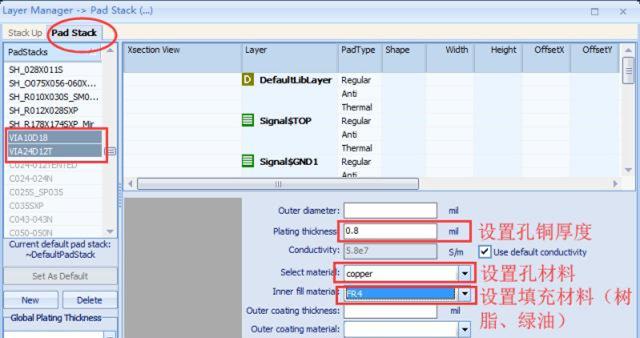 Layer Manager -> Pad Stack (...)
Stack Up
Pad Stack
PadStacks
SH_028X011S
SH_O075X056-060X...
SH_R010X030S_SM0...
SH_R012X028SXP
SH_R178X174SXP_Mir
VIA10D18
VIA24D12T
C024-012TENTED
C024-024N
C025S_SP03S
C035SXP
C043-043N
C050-050N
Current default pad stack:
~DefaultPadStack
Set As Default
New
Delete
Global Plating Thickness
Xsection View
Layer
PadType
Shape
Width
Height
OffsetX
OffsetY
D
DefaultLibLayer
Regular
Anti
Thermal
Signal$TOP
Regular
Anti
Thermal
Signal$GND1
Regular
Anti
Outer diameter:
mil
Plating thickness:
0.8
mil
设置孔铜厚度
Conductivity:
5.8e7
S/m
Use default conductivity
Select material:
copper
设置孔材料
Inner fill material:
FR4
设置填充材料（树
脂、绿油）
Outer coating thickness:
mil
Outer coating material: